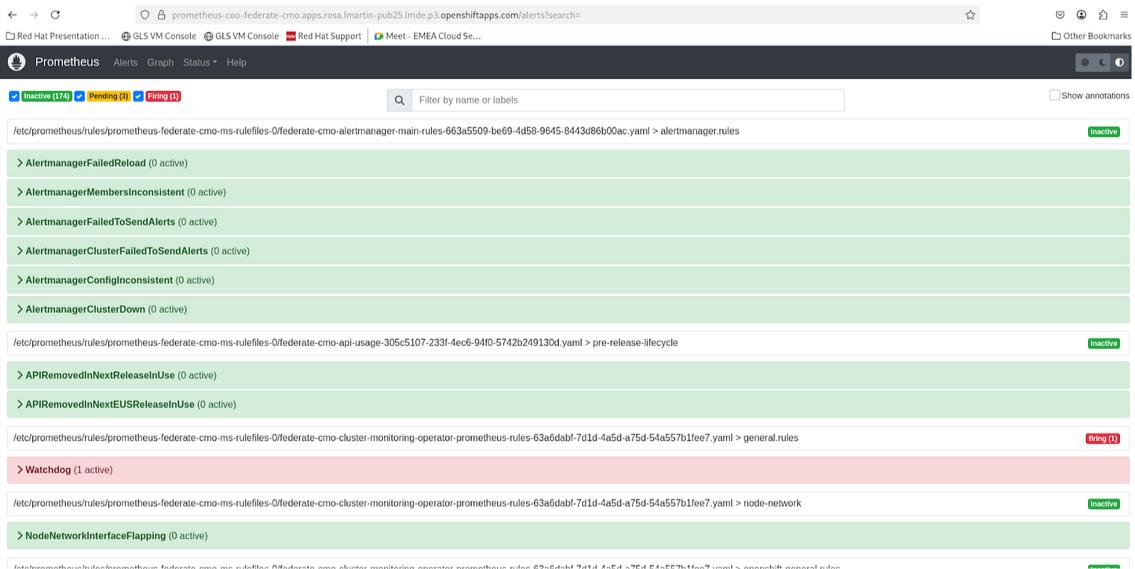 prometheus-coo-federate-cmo.apps.rosa.lmartin-pub25.lmde.p3.openshiftapps.com/alerts?search=
Red Hat Presentation ... GLS VM Console GLS VM Console Red Hat Support Meet - EMEA Cloud Se... Other Bookmarks
Prometheus Alerts Graph Status Help
Inactive (174) Pending (3) Firing (1) Filter by name or labels Show annotations
/etc/prometheus/rules/prometheus-federate-cmo-ms-rulefiles-0/federate-cmo-alertmanager-main-rules-663a5509-be69-4d58-9645-8443d86b00ac.yaml > alertmanager.rules inactive
AlertmanagerFailedReload (0 active)
AlertmanagerMembersInconsistent (0 active)
AlertmanagerFailedToSendAlerts (0 active)
AlertmanagerClusterFailedToSendAlerts (0 active)
AlertmanagerConfigInconsistent (0 active)
AlertmanagerClusterDown (0 active)
/etc/prometheus/rules/prometheus-federate-cmo-ms-rulefiles-0/federate-cmo-api-usage-305c5107-233f-4ec6-94f0-5742b249130d.yaml > pre-release-lifecycle inactive
APIRemovedInNextReleaseInUse (0 active)
APIRemovedInNextEUSReleaseInUse (0 active)
/etc/prometheus/rules/prometheus-federate-cmo-ms-rulefiles-0/federate-cmo-cluster-monitoring-operator-prometheus-rules-63a6dabf-7d1d-4a5d-a75d-54a557b1fee7.yaml > general.rules firing (1)
Watchdog (1 active)
/etc/prometheus/rules/prometheus-federate-cmo-ms-rulefiles-0/federate-cmo-cluster-monitoring-operator-prometheus-rules-63a6dabf-7d1d-4a5d-a75d-54a557b1fee7.yaml > node-network inactive
NodeNetworkInterfaceFlapping (0 active)